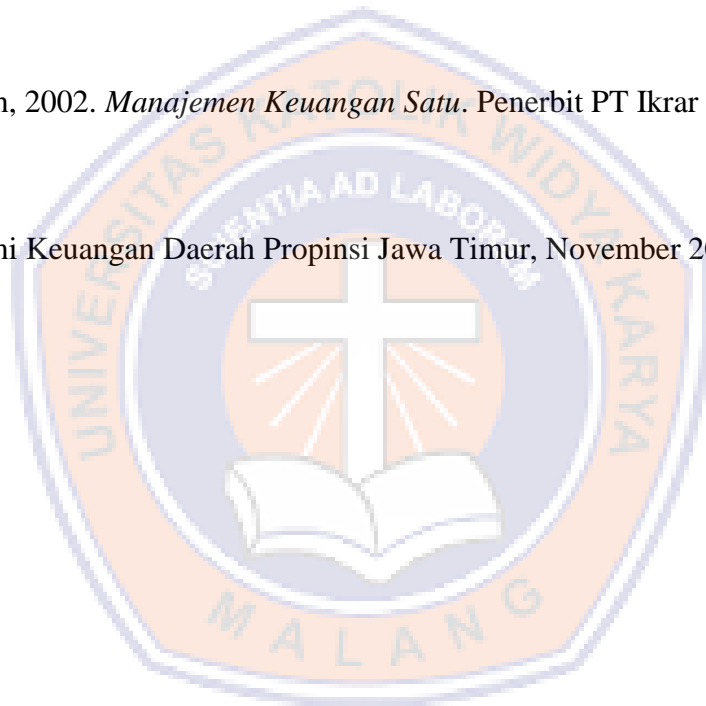 n, 2002. Manajemen Keuangan Satu. Penerbit PT Ikrar
UNIVERSITAS KATOLIK WIDYA KARYA
SCIENTIA AD LABOREM
ni Keuangan Daerah Propinsi Jawa Timur, November 20
MALANG